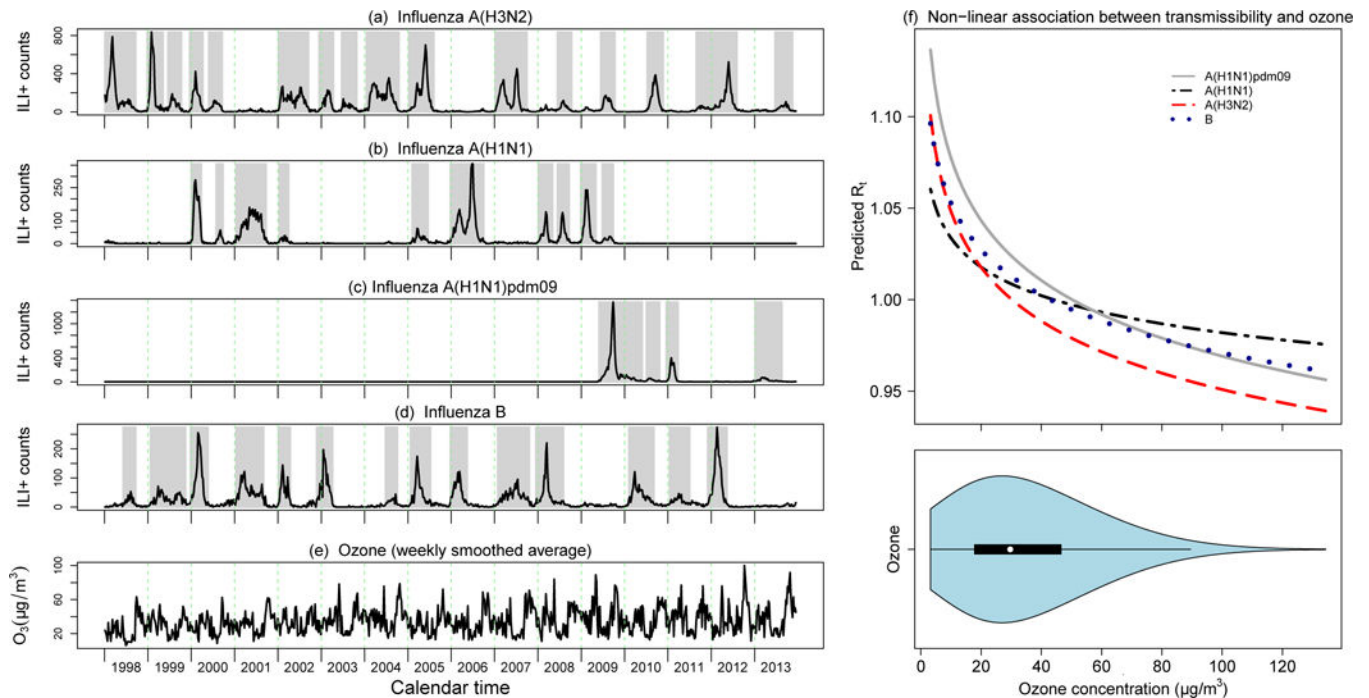 (a) Influenza A(H3N2)
ILI+ counts
800
400
0
(b) Influenza A(H1N1)
ILI+ counts
250
100
0
(c) Influenza A(H1N1)pdm09
ILI+ counts
1000
400
0
(d) Influenza B
ILI+ counts
200
100
0
(e) Ozone (weekly smoothed average)
O₃(μg/m³)
100
60
20
1998 1999 2000 2001 2002 2003 2004 2005 2006 2007 2008 2009 2010 2011 2012 2013
Calendar time
(f) Non−linear association between transmissibility and ozone
Predicted Rₜ
1.10
1.05
1.00
0.95
A(H1N1)pdm09
A(H1N1)
A(H3N2)
B
Ozone
0 20 40 60 80 100 120
Ozone concentration (μg/m³)